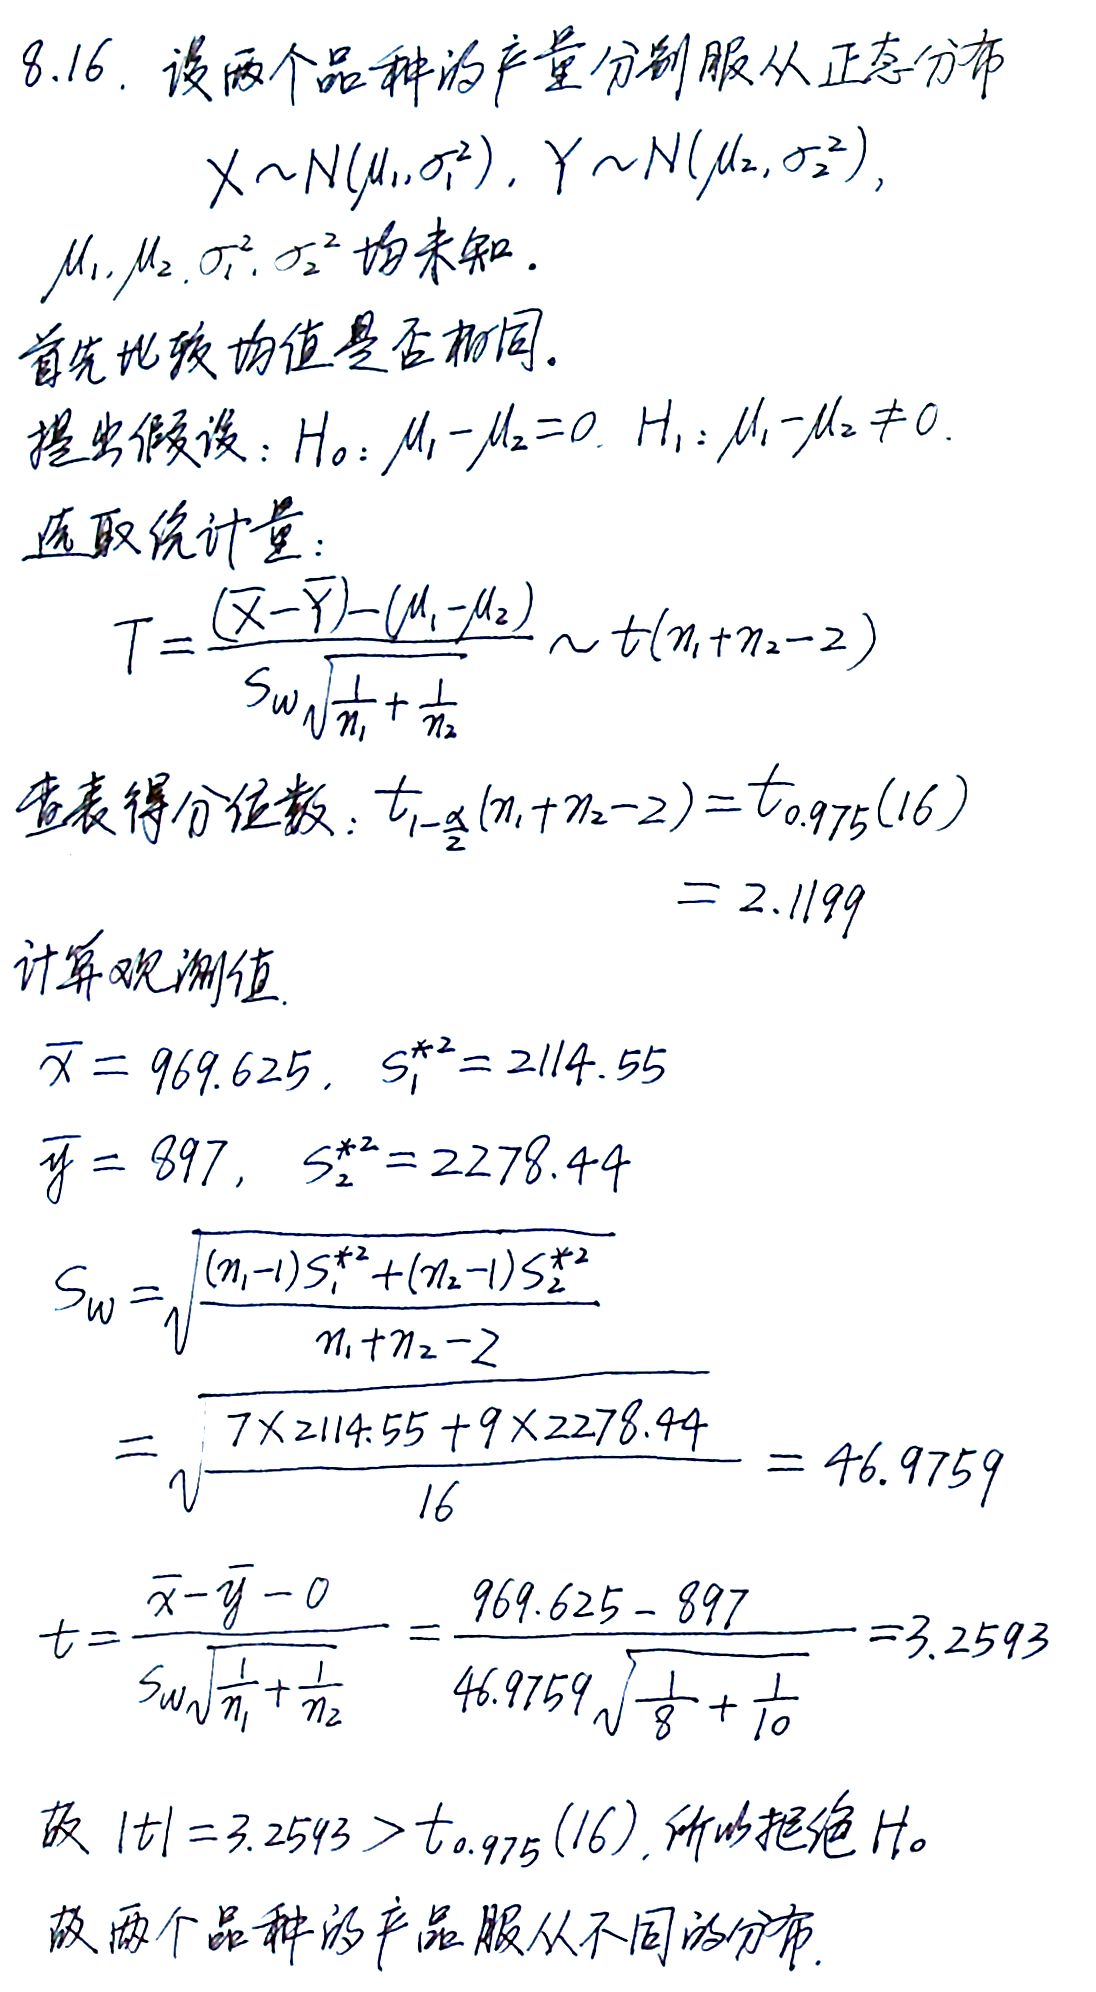 8.16. 设两个品种的产量分别服从正态分布
X～N(μ₁, σ₁²), Y～N(μ₂, σ₂²),
μ₁, μ₂, σ₁², σ₂² 均未知.
首先比较均值是否相同.
提出假设: H₀: μ₁-μ₂=0. H₁: μ₁-μ₂≠0.
选取统计量:
T = ((X̄-Ȳ)-(μ₁-μ₂)) / (S_w√(1/n₁ + 1/n₂)) ~ t(n₁+n₂-2)
查表得分位数: t_{1-α/2}(n₁+n₂-2) = t_{0.975}(16)
= 2.1199
计算观测值.
x̄ = 969.625, S₁*² = 2114.55
ȳ = 897, S₂*² = 2278.44
S_w = √(((n₁-1)S₁*² + (n₂-1)S₂*²) / (n₁+n₂-2))
= √((7×2114.55+9×2278.44) / 16) = 46.9759
t = (x̄-ȳ-0) / (S_w√(1/n₁ + 1/n₂)) = (969.625-897) / (46.9759√(1/8 + 1/10)) = 3.2593
故 |t| = 3.2593 > t_{0.975}(16), 所以拒绝 H₀
故两个品种的产品服从不同的分布.